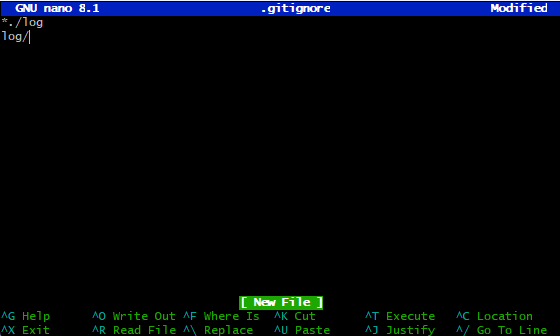 GNU nano 8.1 .gitignore Modified
*./log
log/
[ New File ]
^G Help ^O Write Out ^F Where Is ^K Cut ^T Execute ^C Location
^X Exit ^R Read File ^\ Replace ^U Paste ^J Justify ^/ Go To Line